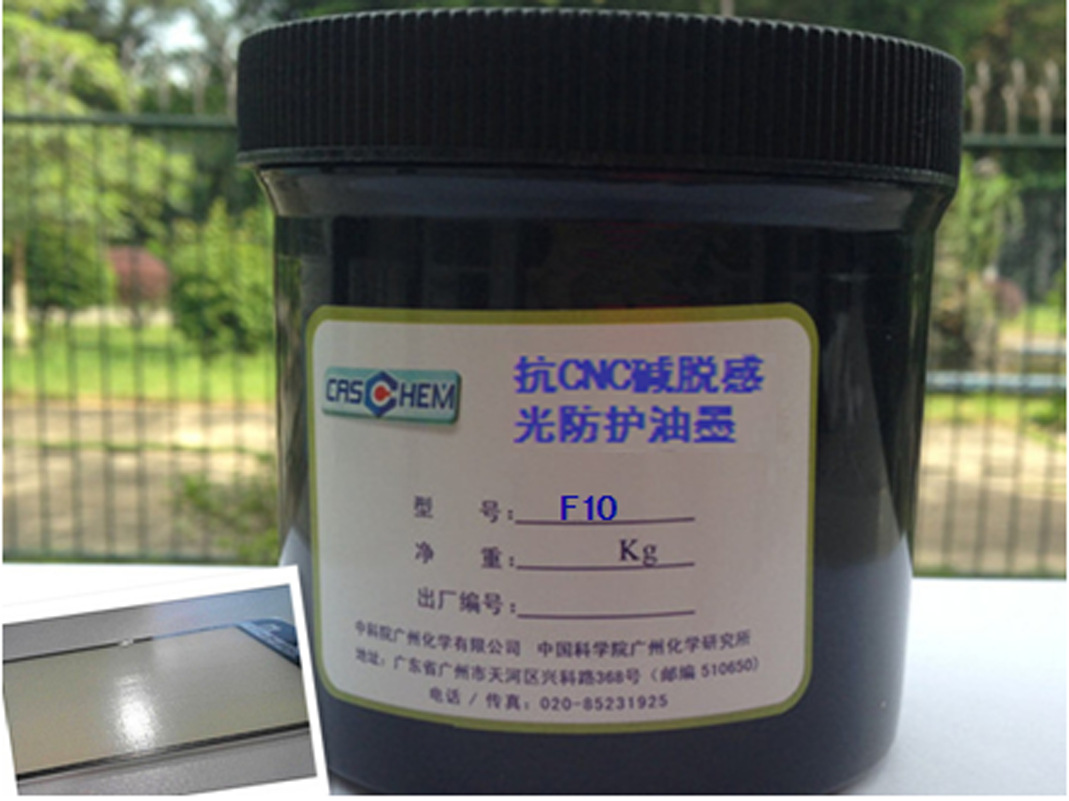 CASCHEM
抗CNC碱脱感
光防护油墨
型 号: F10
净 重: Kg
出厂编号:
中科院广州化学有限公司 中国科学院广州化学研究所
地址: 广东省广州市天河区兴科路368号 (邮编 510650)
电话 / 传真: 020-85231925